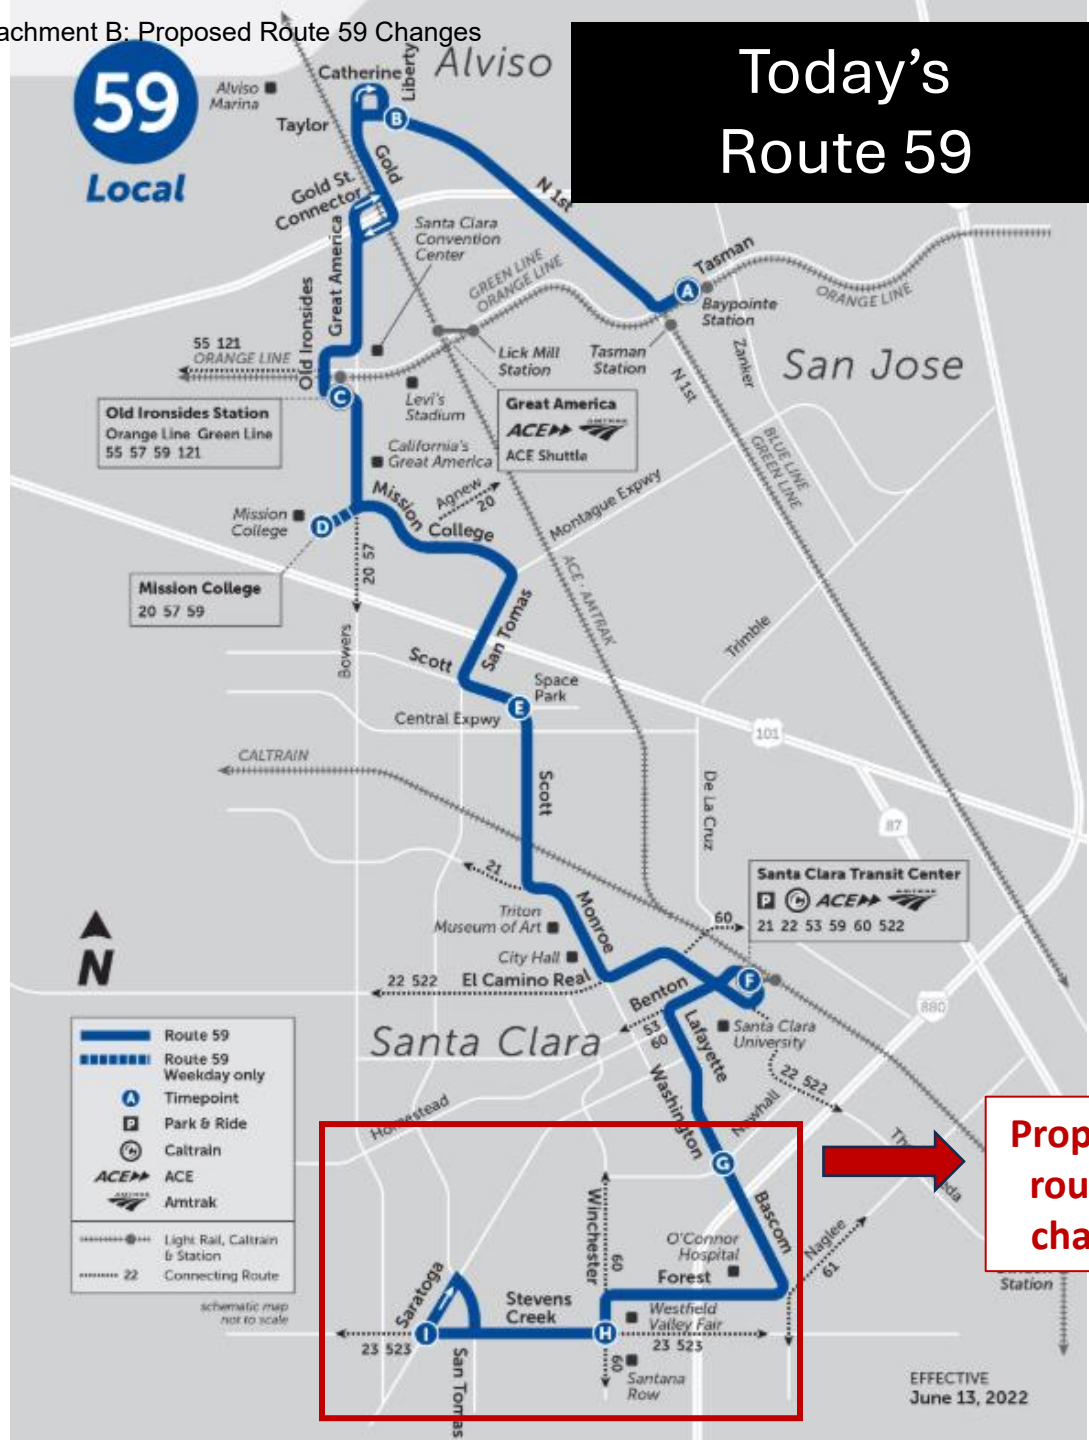 achment B: Proposed Route 59 Changes
Today's
Route 59
59
Local
Alviso
San Jose
Santa Clara
Alviso
Marina
Catherine
Liberty
Taylor
B
Gold
Gold St.
Connector
N 1st
Great America
Santa Clara
Convention
Center
GREEN LINE
ORANGE LINE
Tasman
A
Baypointe
Station
ORANGE LINE
Old Ironsides
55 121
ORANGE LINE
Lick Mill
Station
Tasman
Station
Zanker
N 1st
C
Levi's
Stadium
Old Ironsides Station
Orange Line Green Line
55 57 59 121
Great America
ACE AMTRAK
ACE Shuttle
California's
Great America
BLUE LINE
GREEN LINE
Mission
College
D
Mission
College
Agnew
20
Montague Expwy
20 57
ACE · AMTRAK
Mission College
20 57 59
Bowers
San Tomas
Scott
Trimble
Space
Park
E
Central Expwy
101
CALTRAIN
Scott
De La Cruz
87
21
Santa Clara Transit Center
P ACE AMTRAK
21 22 53 59 60 522
Triton
Museum of Art
Monroe
60
City Hall
22 522
El Camino Real
F
Benton
53
60
Lafayette
Santa Clara
University
880
22 522
N
Route 59
Route 59
Weekday only
A Timepoint
P Park & Ride
Caltrain
ACE ACE
AMTRAK Amtrak
Light Rail, Caltrain
& Station
22 Connecting Route
schematic map
not to scale
Homestead
Washington
Newhall
G
Bascom
Naglee
61
Winchester
60
O'Connor
Hospital
Forest
Saratoga
Stevens
Creek
I
H
Westfield
Valley Fair
23 523
23 523
San Tomas
60
Santana
Row
Prop
rou
cha
Station
EFFECTIVE
June 13, 2022